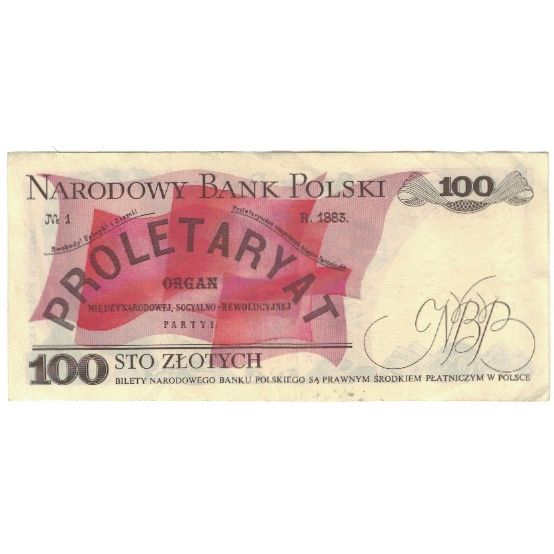 NARODOWY BANK POLSKI
100
№ 1
R. 1883.
PROLETARYAT
ORGAN
MIĘDZYNARODOWEJ, SOCYALNO-REWOLUCYJNEJ
PARTYI.
NBP
100 STO ZŁOTYCH
BILETY NARODOWEGO BANKU POLSKIEGO SĄ PRAWNYM ŚRODKIEM PŁATNICZYM W POLSCE